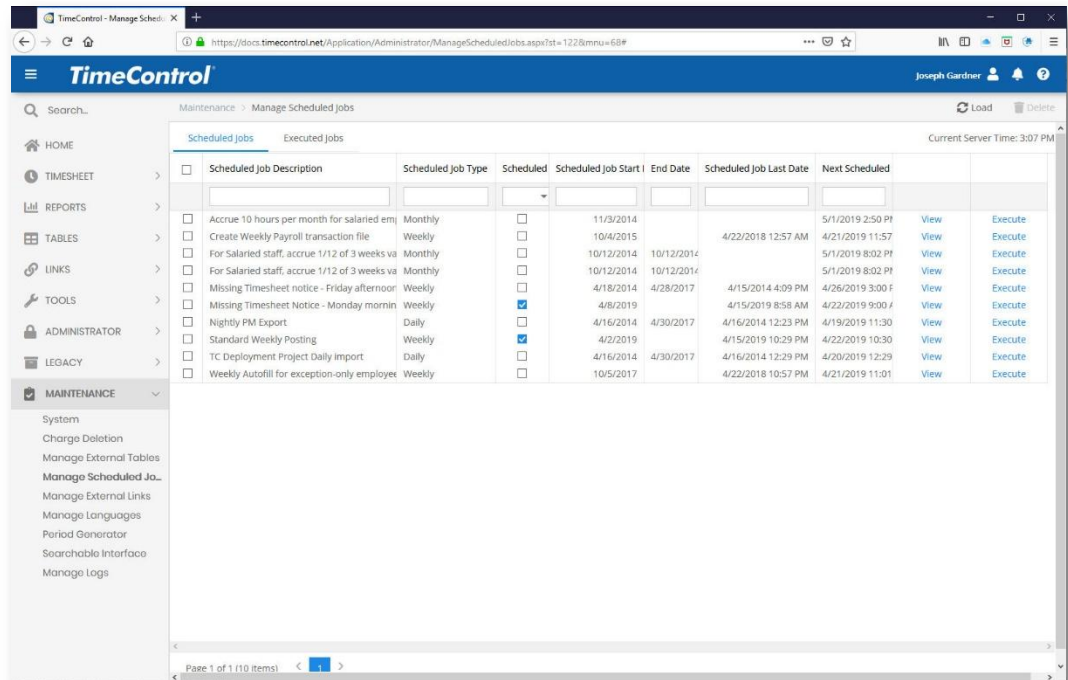 TimeControl - Manage Schedu
https://docs.timecontrol.net/Application/Administrator/ManageScheduledJobs.aspx?st=122&mnu=68#
TimeControl
Joseph Gardner
Search...
Maintenance > Manage Scheduled Jobs
Load
Delete
HOME
TIMESHEET
REPORTS
TABLES
LINKS
TOOLS
ADMINISTRATOR
LEGACY
MAINTENANCE
System
Charge Deletion
Manage External Tables
Manage Scheduled Jo...
Manage External Links
Manage Languages
Period Generator
Searchable Interface
Manage Logs
Scheduled Jobs Executed Jobs
Current Server Time: 3:07 PM
Scheduled Job Description Scheduled Job Type Scheduled Scheduled Job Start End Date Scheduled Job Last Date Next Scheduled
Accrue 10 hours per month for salaried emp Monthly 11/3/2014 5/1/2019 2:50 PM View Execute
Create Weekly Payroll transaction file Weekly 10/4/2015 4/22/2018 12:57 AM 4/21/2019 11:57 View Execute
For Salaried staff, accrue 1/12 of 3 weeks va Monthly 10/12/2014 10/12/2014 5/1/2019 8:02 PM View Execute
For Salaried staff, accrue 1/12 of 3 weeks va Monthly 10/12/2014 10/12/2014 5/1/2019 8:02 PM View Execute
Missing Timesheet notice - Friday afternoon Weekly 4/18/2014 4/28/2017 4/15/2014 4:09 PM 4/26/2019 3:00 P View Execute
Missing Timesheet Notice - Monday mornin Weekly 4/8/2019 4/15/2019 8:58 AM 4/22/2019 9:00 A View Execute
Nightly PM Export Daily 4/16/2014 4/30/2017 4/16/2014 12:23 PM 4/19/2019 11:30 View Execute
Standard Weekly Posting Weekly 4/2/2019 4/15/2019 10:29 PM 4/22/2019 10:30 View Execute
TC Deployment Project Daily import Daily 4/16/2014 4/30/2017 4/16/2014 12:29 PM 4/20/2019 12:29 View Execute
Weekly Autofill for exception-only employee Weekly 10/5/2017 4/22/2018 10:57 PM 4/21/2019 11:01 View Execute
Page 1 of 1 (10 items) 1